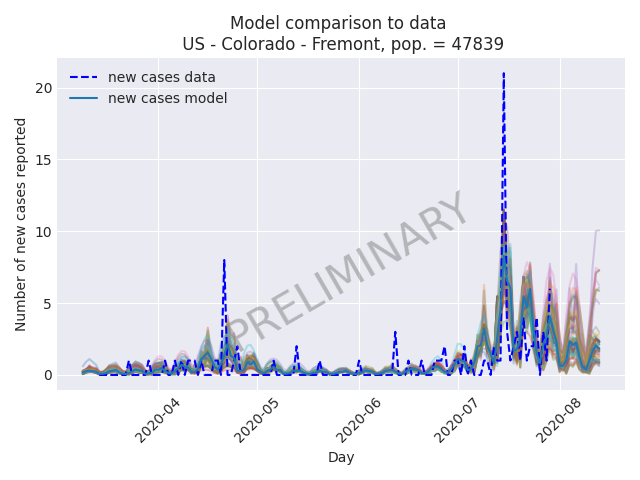 Model comparison to data
US - Colorado - Fremont, pop. = 47839
new cases data
new cases model
PRELIMINARY
Number of new cases reported
20
15
10
5
0
2020-04
2020-05
2020-06
2020-07
2020-08
Day